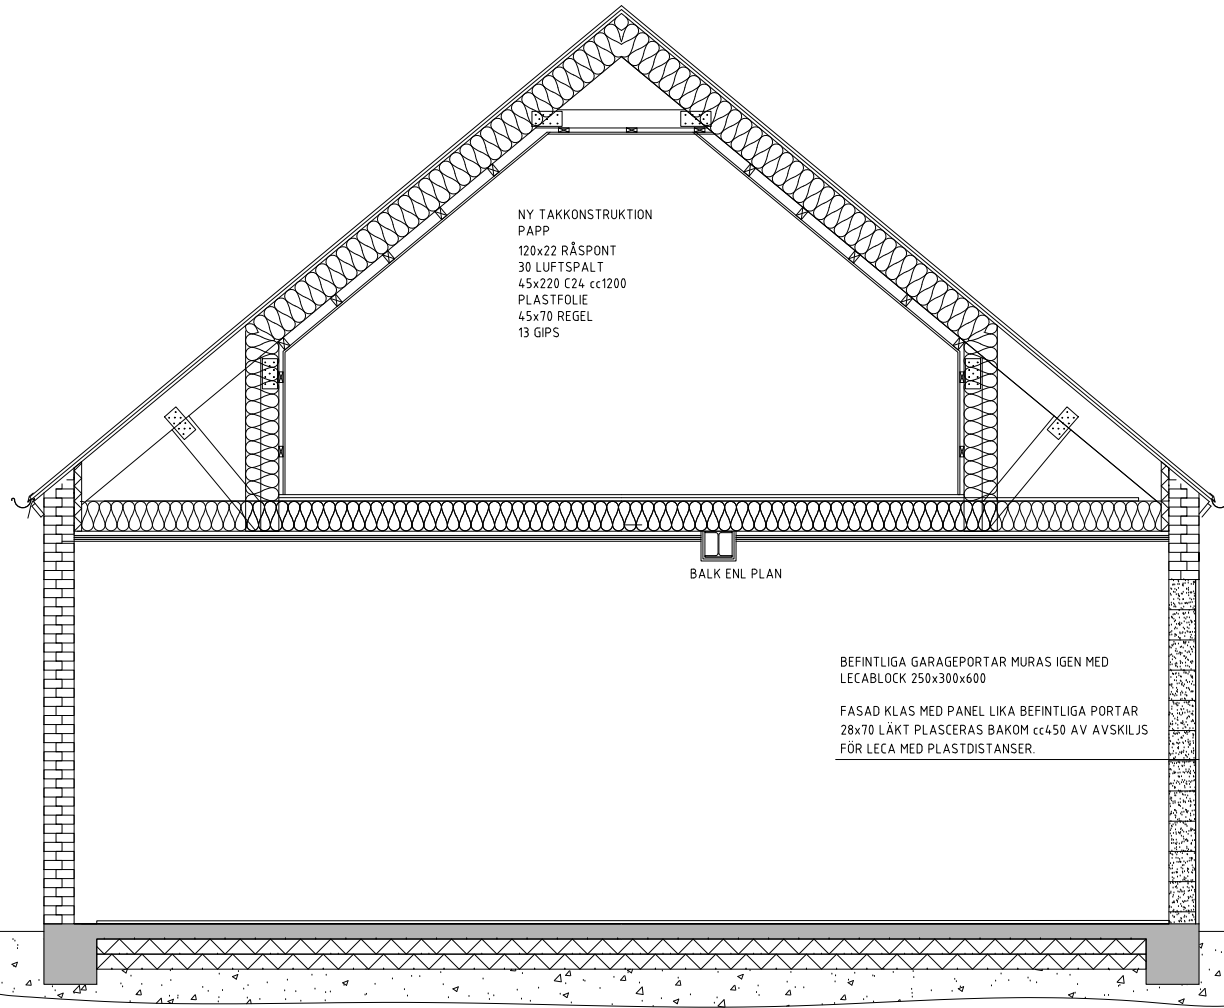 NY TAKKONSTRUKTION
PAPP
120x22 RÅSPONT
30 LUFTSPALT
45x220 C24 cc1200
PLASTFOLIE
45x70 REGEL
13 GIPS
BALK ENL PLAN
BEFINTLIGA GARAGEPORTAR MURAS IGEN MED
LECABLOCK 250x300x600
FASAD KLAS MED PANEL LIKA BEFINTLIGA PORTAR
28x70 LÄKT PLASCERAS BAKOM cc450 AV AVSKILJS
FÖR LECA MED PLASTDISTANSER.